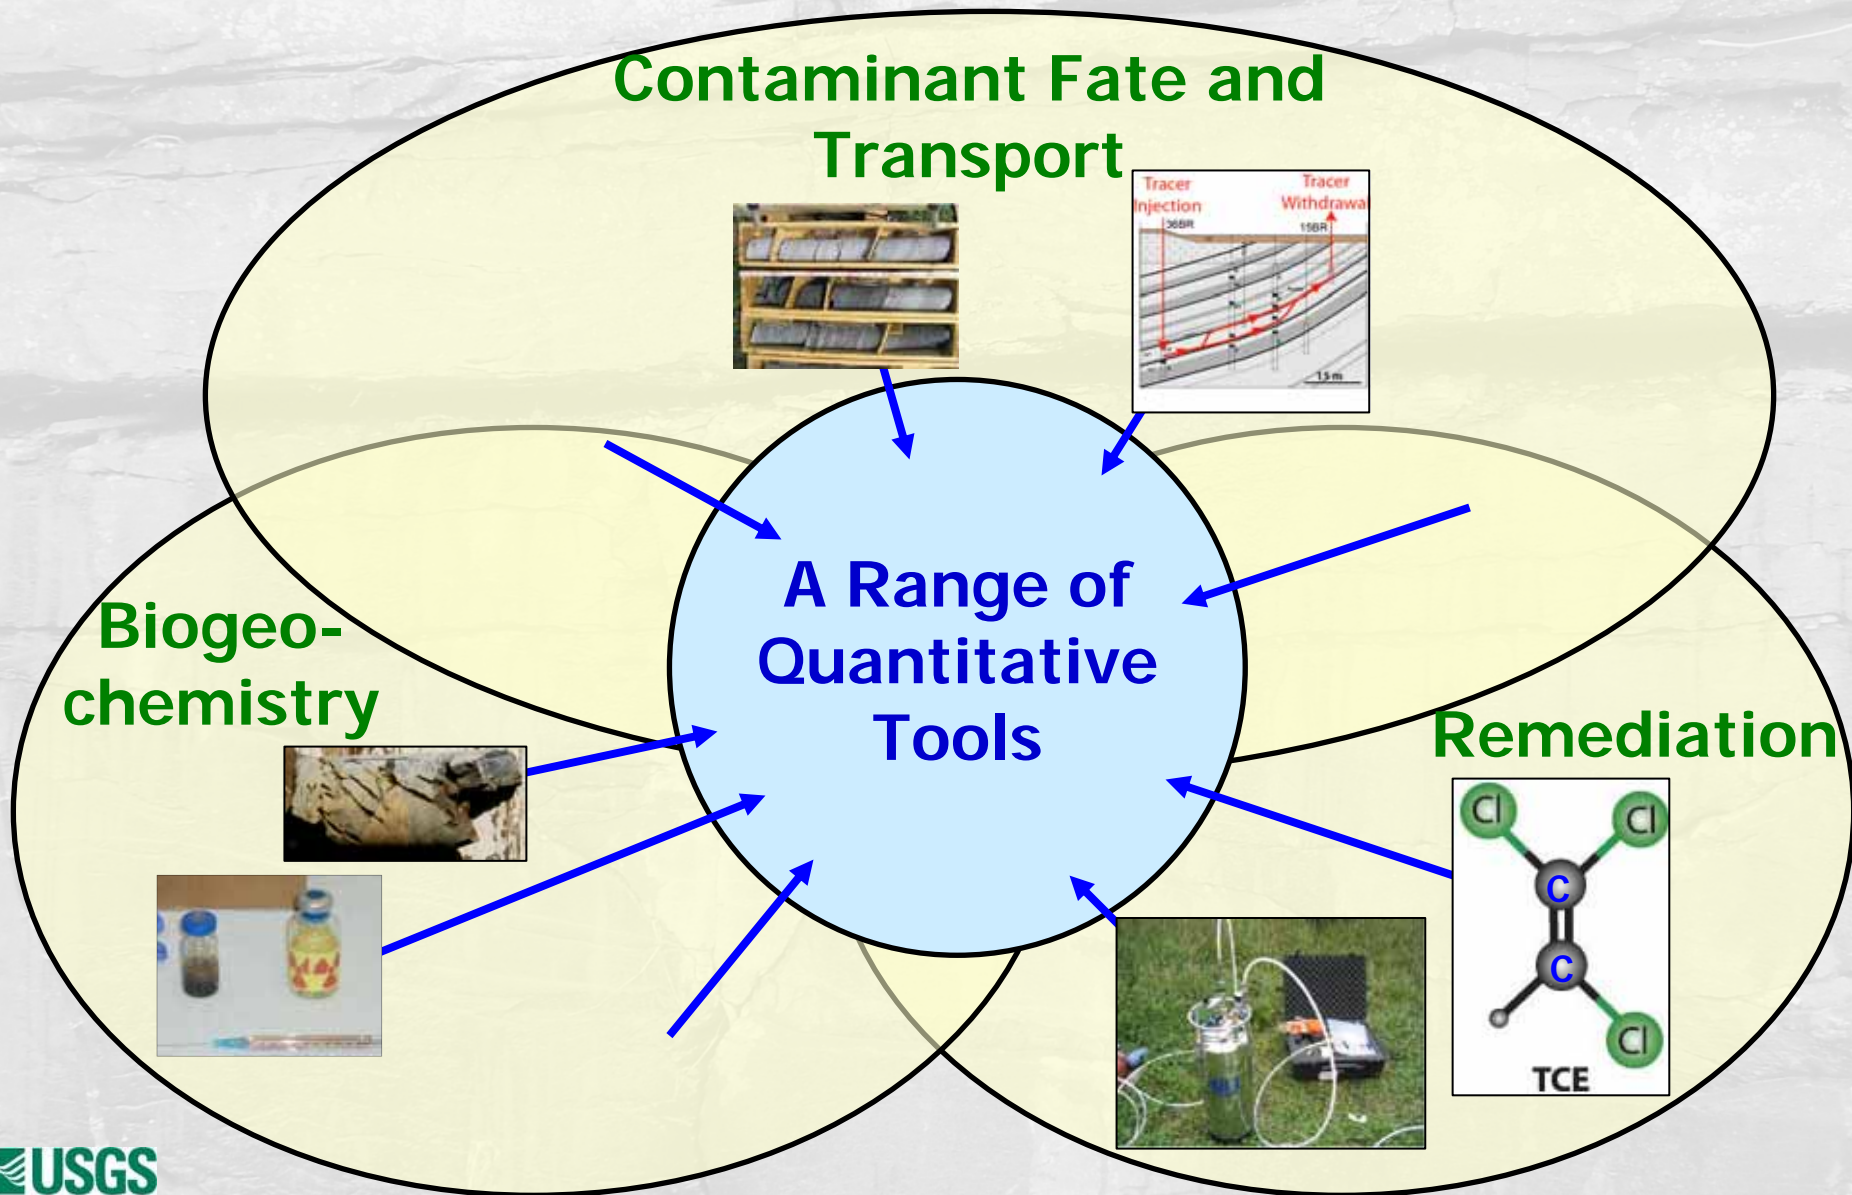 Contaminant Fate and
Transport
Tracer
Injection
Tracer
Withdrawal
36BR
15BR
15 m
A Range of
Quantitative
Tools
Biogeo-
chemistry
Remediation
Cl
Cl
C
C
Cl
TCE
USGS